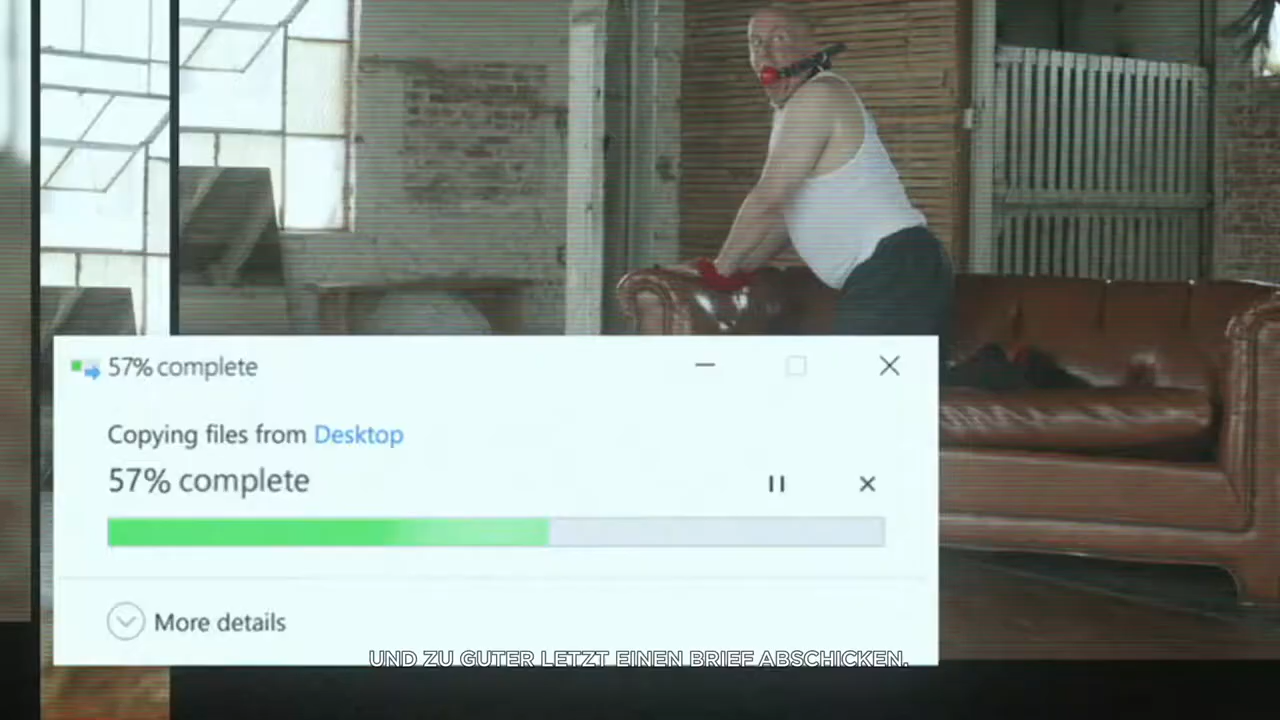 57% complete
Copying files from Desktop
57% complete
More details
UND ZU GUTER LETZT EINEN BRIEF ABSCHICKEN.